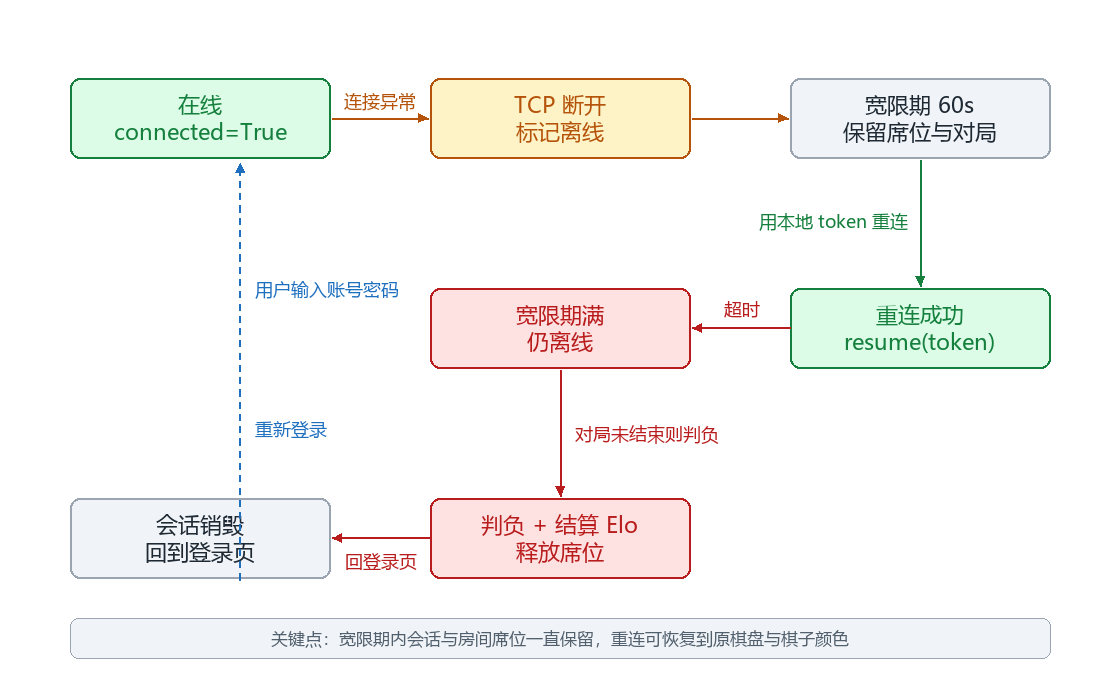 在线
connected=True
连接异常
TCP 断开
标记离线
宽限期 60s
保留席位与对局
用本地 token 重连
用户输入账号密码
宽限期满
仍离线
超时
重连成功
resume(token)
重新登录
对局未结束则判负
会话销毁
回到登录页
回登录页
判负 + 结算 Elo
释放席位
关键点：宽限期内会话与房间席位一直保留，重连可恢复到原棋盘与棋子颜色